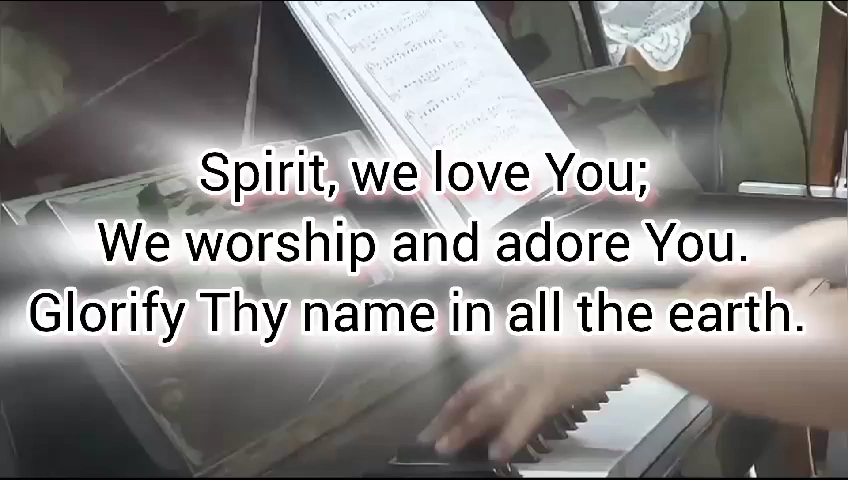 Spirit, we love You;
We worship and adore You.
Glorify Thy name in all the earth.